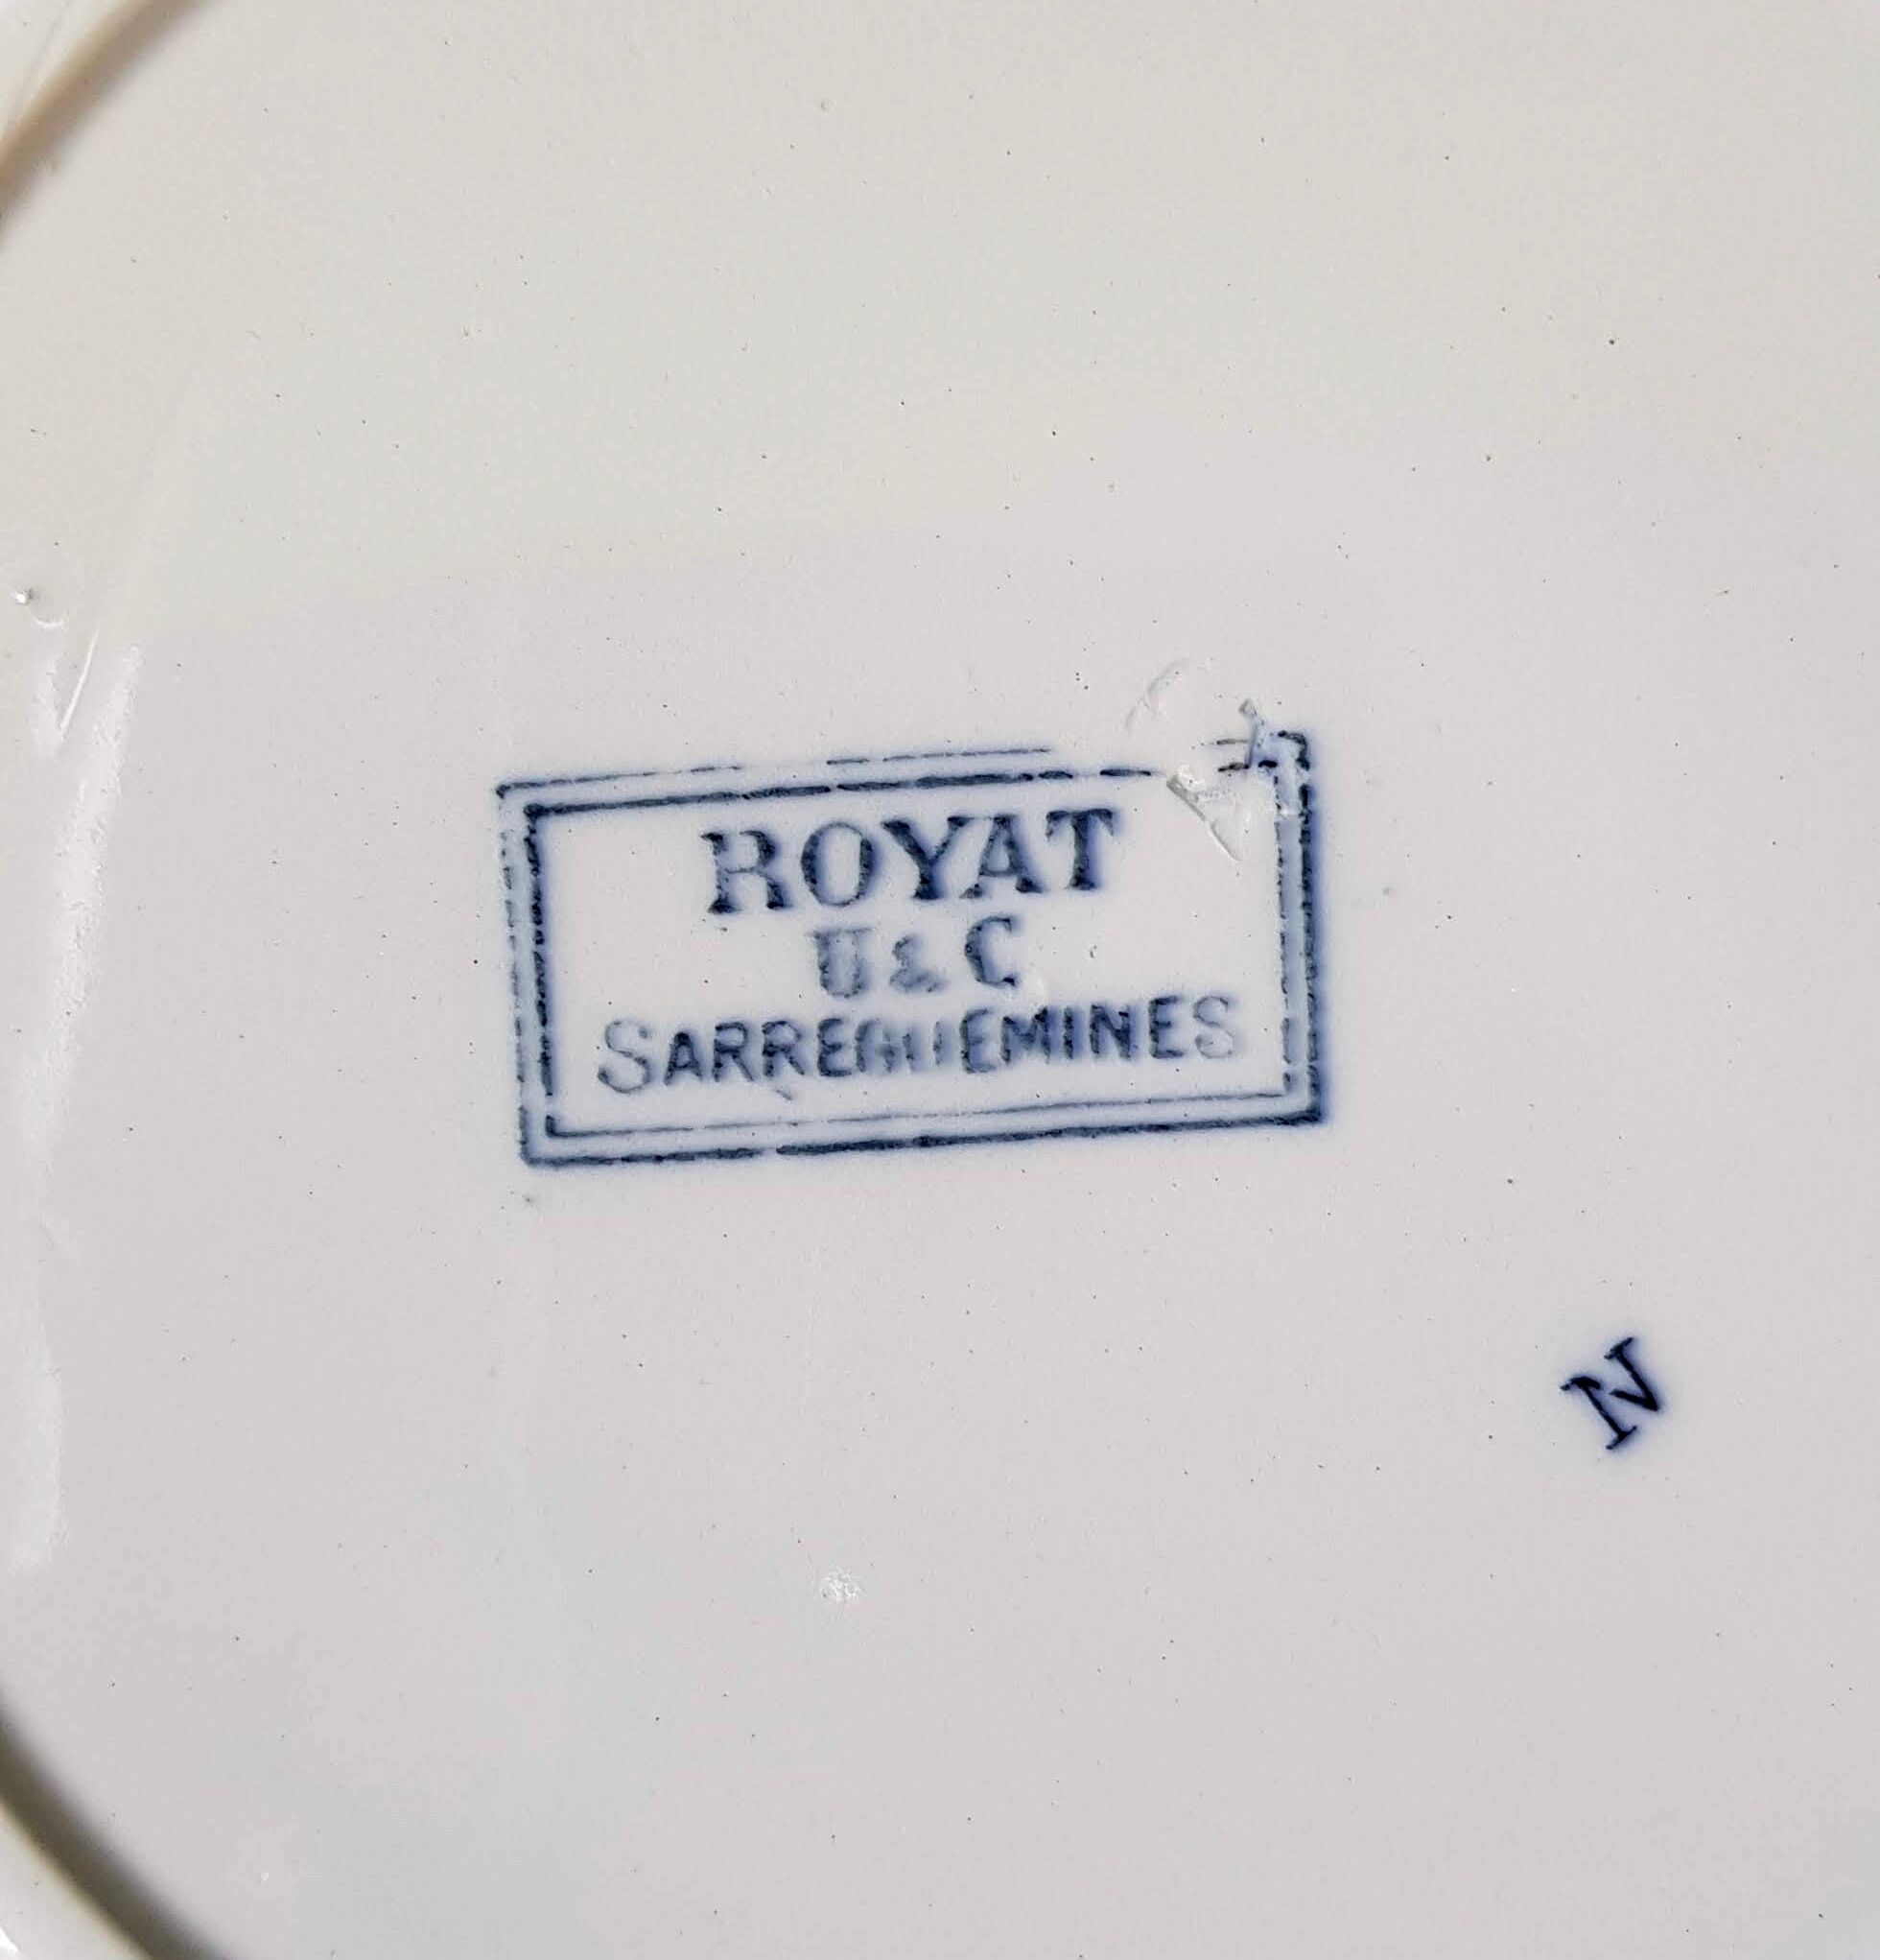 ROYAT
U & C
SARREGUEMINES
N